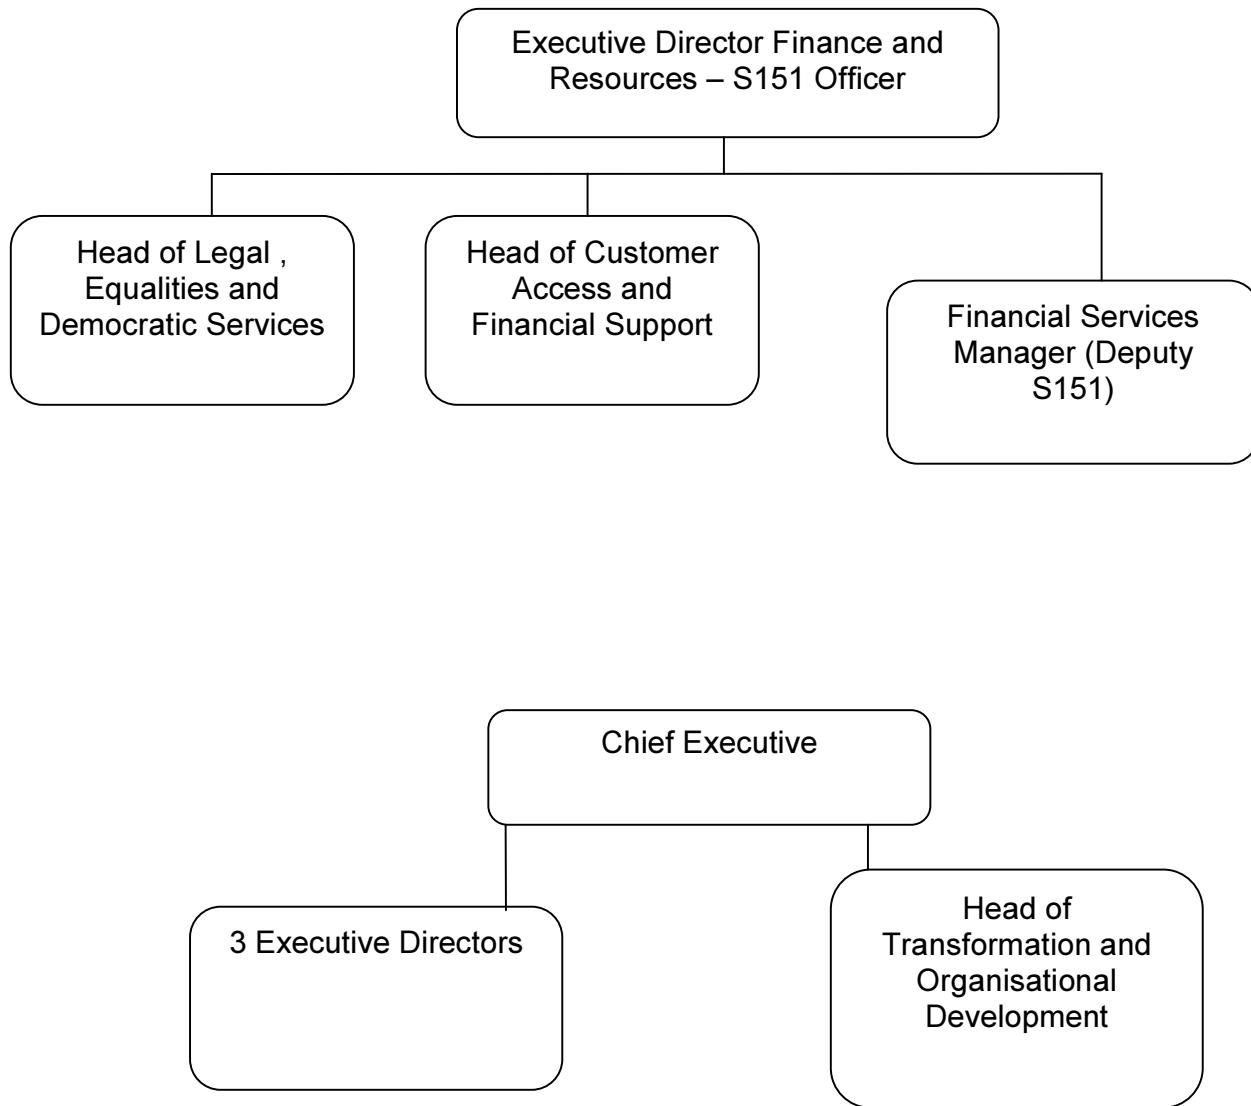 Executive Director Finance and
Resources – S151 Officer
Head of Legal ,
Equalities and
Democratic Services
Head of Customer
Access and
Financial Support
Financial Services
Manager (Deputy
S151)
Chief Executive
3 Executive Directors
Head of
Transformation and
Organisational
Development